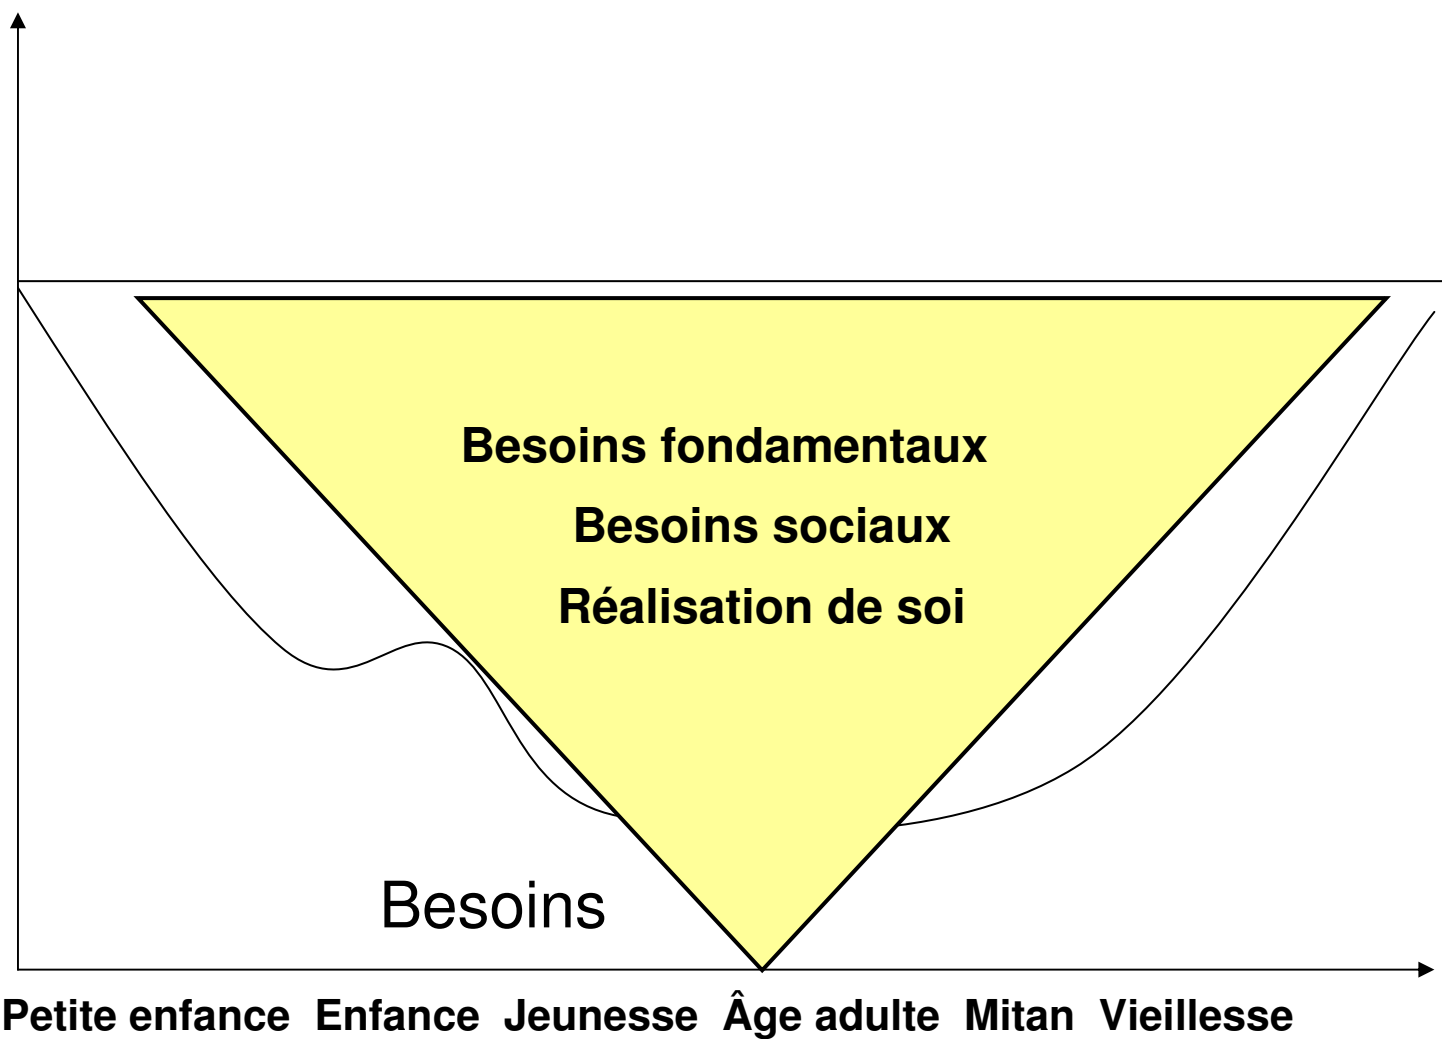 Besoins fondamentaux
Besoins sociaux
Réalisation de soi
Besoins
Petite enfance Enfance Jeunesse Âge adulte Mitan Vieillesse